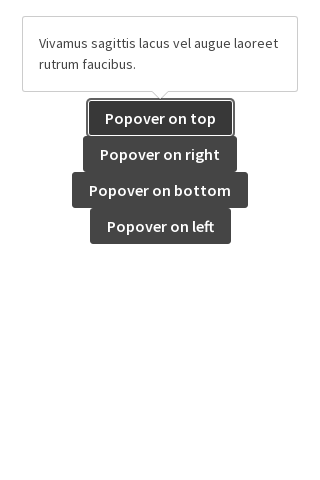 Vivamus sagittis lacus vel augue laoreet
rutrum faucibus.
Popover on top
Popover on right
Popover on bottom
Popover on left